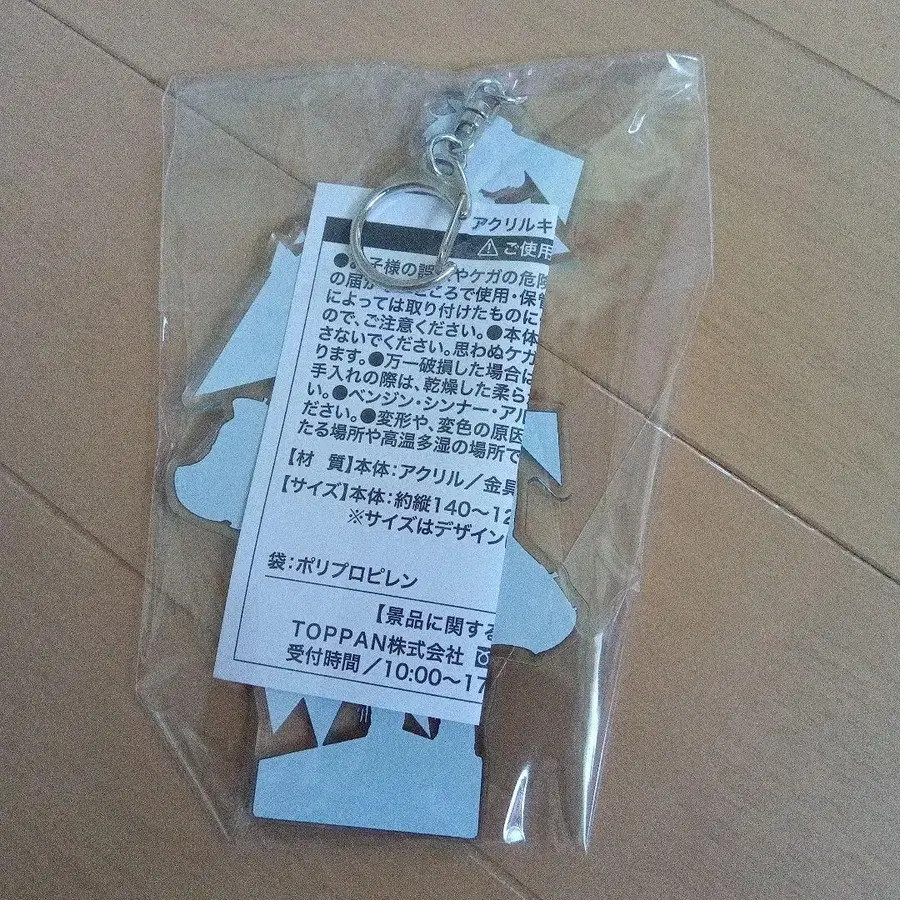 アクリルキ
⚠ご使用
●お子様の誤 やケガの危険
の届か ところで使用・保管
によっては取り付けたものに
ので、ご注意ください。●本体
さないでください。思わぬケガ
ります。●万一破損した場合は
手入れの際は、乾燥した柔ら
い。●ベンジン・シンナー・アル
ださい。●変形や、変色の原因
たる場所や高温多湿の場所で
【材 質】本体：アクリル／金具
【サイズ】本体：約縦140〜12
※サイズはデザイン
袋：ポリプロピレン
【景品に関する
TOPPAN株式会社
受付時間／10:00〜17